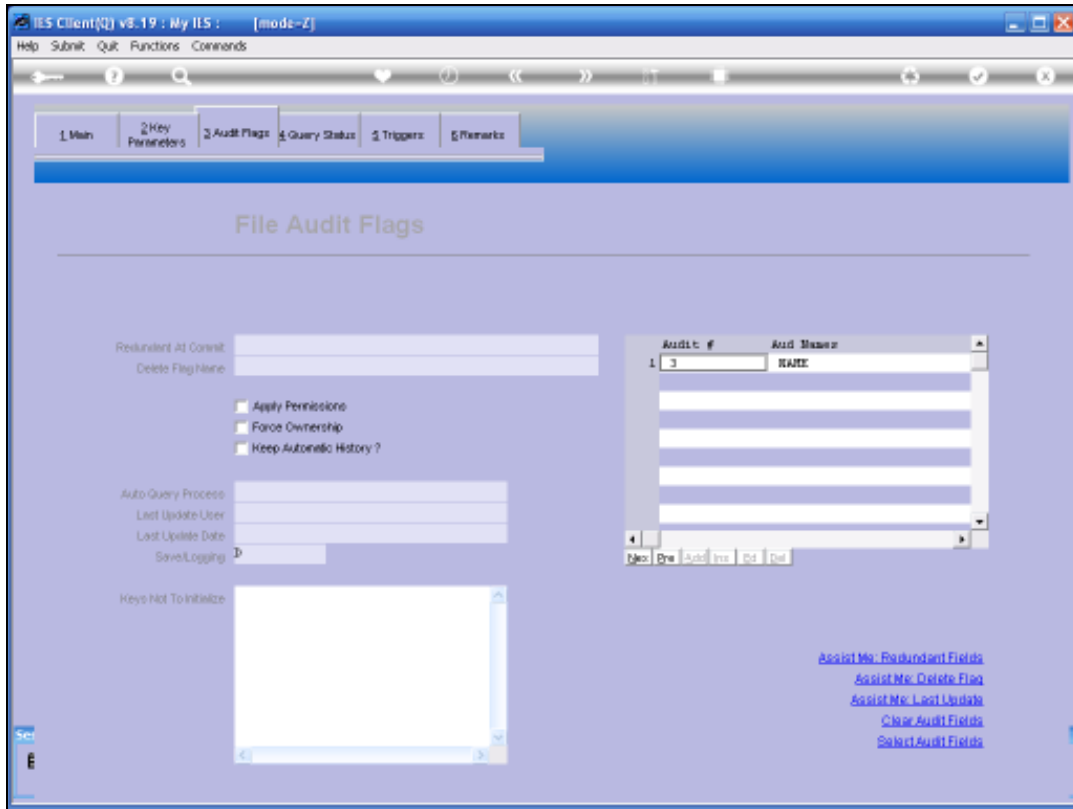 IES Client(Q) v8.19 : My IES : [mode-Z]
Help Submit Quit Functions Commands
1 Main
2 Key Parameters
3 Audit Flags
4 Query Status
5 Triggers
6 Remarks
File Audit Flags
Redundant At Commit
Delete Flag Name
Apply Permissions
Force Ownership
Keep Automatic History ?
Auto Query Process
Last Update User
Last Update Date
Save/Logging D
Keys Not To Initialize
Audit # Aud Names
1 3 NAME
Nex Pre Add Ins Ed Del
Assist Me: Redundant Fields
Assist Me: Delete Flag
Assist Me: Last Update
Clear Audit Fields
Select Audit Fields